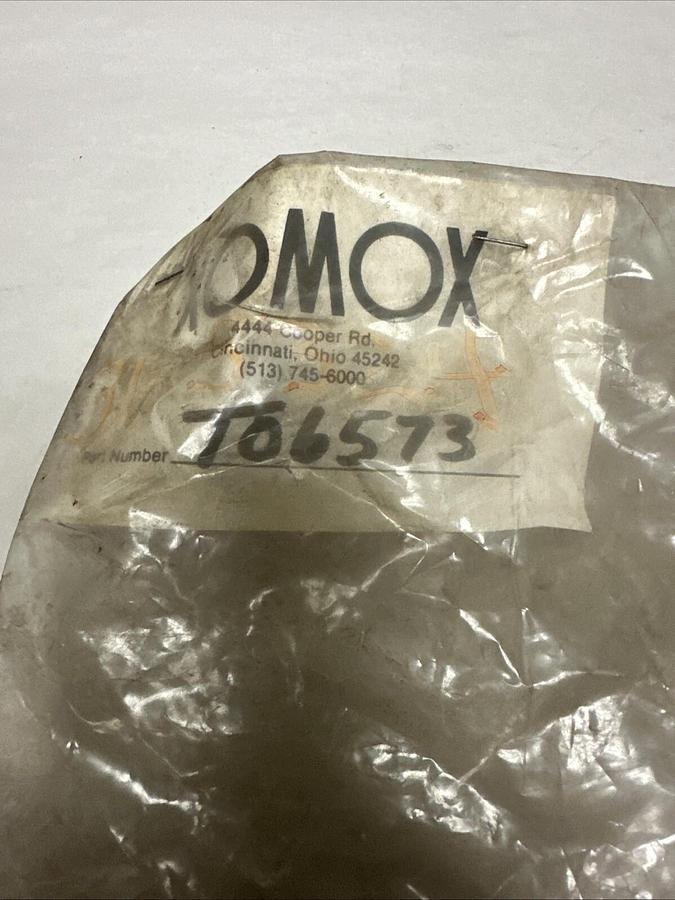 XOMOX
4444 Cooper Rd.
Cincinnati, Ohio 45242
(513) 745-6000
Part Number T06573